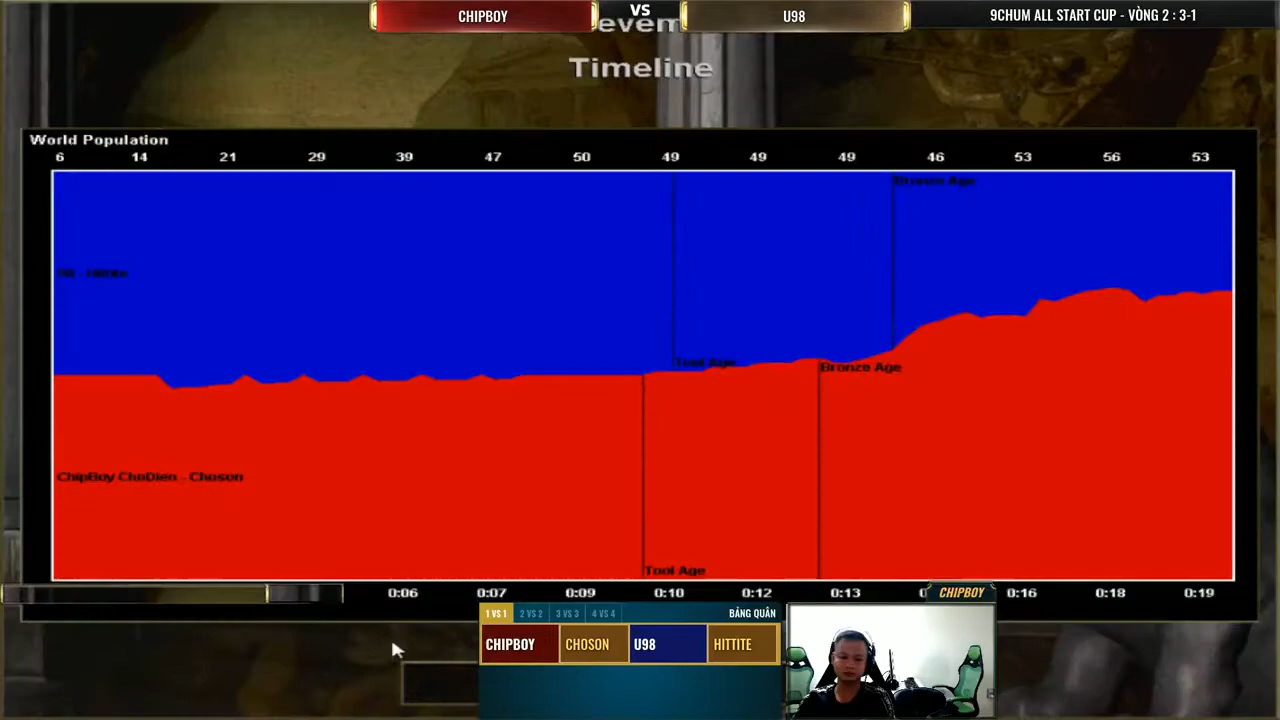 CHIPBOY
VS
U98
9CHUM ALL START CUP - VÒNG 2 : 3-1
Timeline
World Population
6 14 21 29 39 47 50 49 49 49 46 53 56 53
Bronze Age
Tool Age
Bronze Age
ChipBoy ChuDien - Choson
Tool Age
0:06 0:07 0:09 0:10 0:12 0:13 0:16 0:18 0:19
CHIPBOY
1 VS 1 2 VS 2 3 VS 3 4 VS 4 BẢNG QUÂN
CHIPBOY CHOSON U98 HITTITE